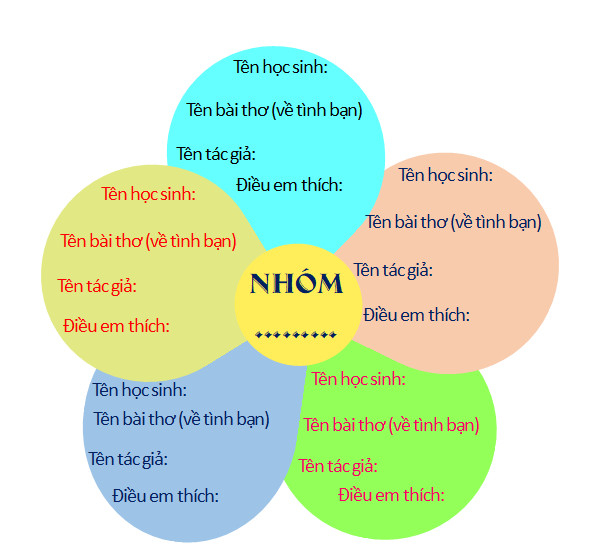 Tên học sinh:
Tên bài thơ (về tình bạn)
Tên tác giả:
Điều em thích:
Tên học sinh:
Tên bài thơ (về tình bạn)
Tên tác giả:
Điều em thích:
Tên học sinh:
Tên bài thơ (về tình bạn)
Tên tác giả:
Điều em thích:
NHÓM
.........
Tên học sinh:
Tên bài thơ (về tình bạn)
Tên tác giả:
Điều em thích:
Tên học sinh:
Tên bài thơ (về tình bạn)
Tên tác giả:
Điều em thích: